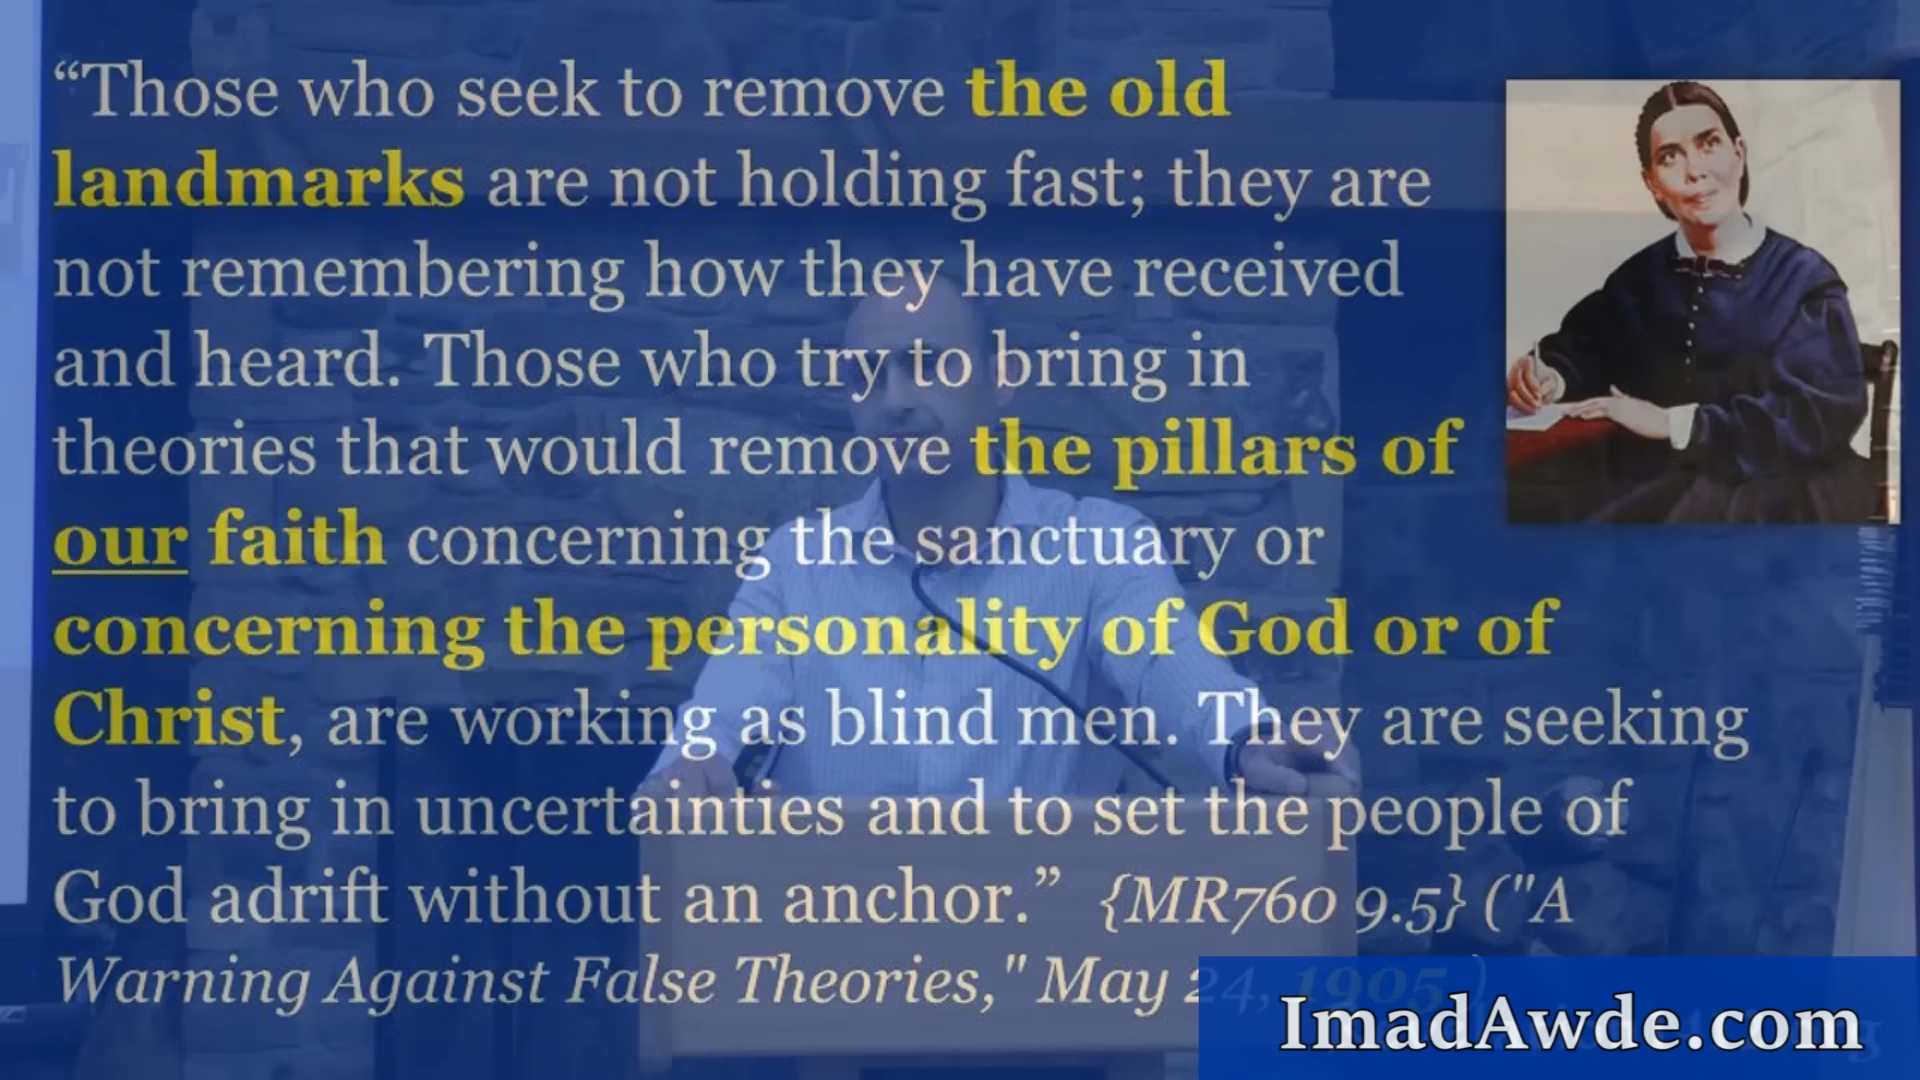 “Those who seek to remove the old
landmarks are not holding fast; they are
not remembering how they have received
and heard. Those who try to bring in
theories that would remove the pillars of
our faith concerning the sanctuary or
concerning the personality of God or of
Christ, are working as blind men. They are seeking
to bring in uncertainties and to set the people of
God adrift without an anchor.” {MR760 9.5} ("A
Warning Against False Theories," May 24, 1905.)
ImadAwde.com